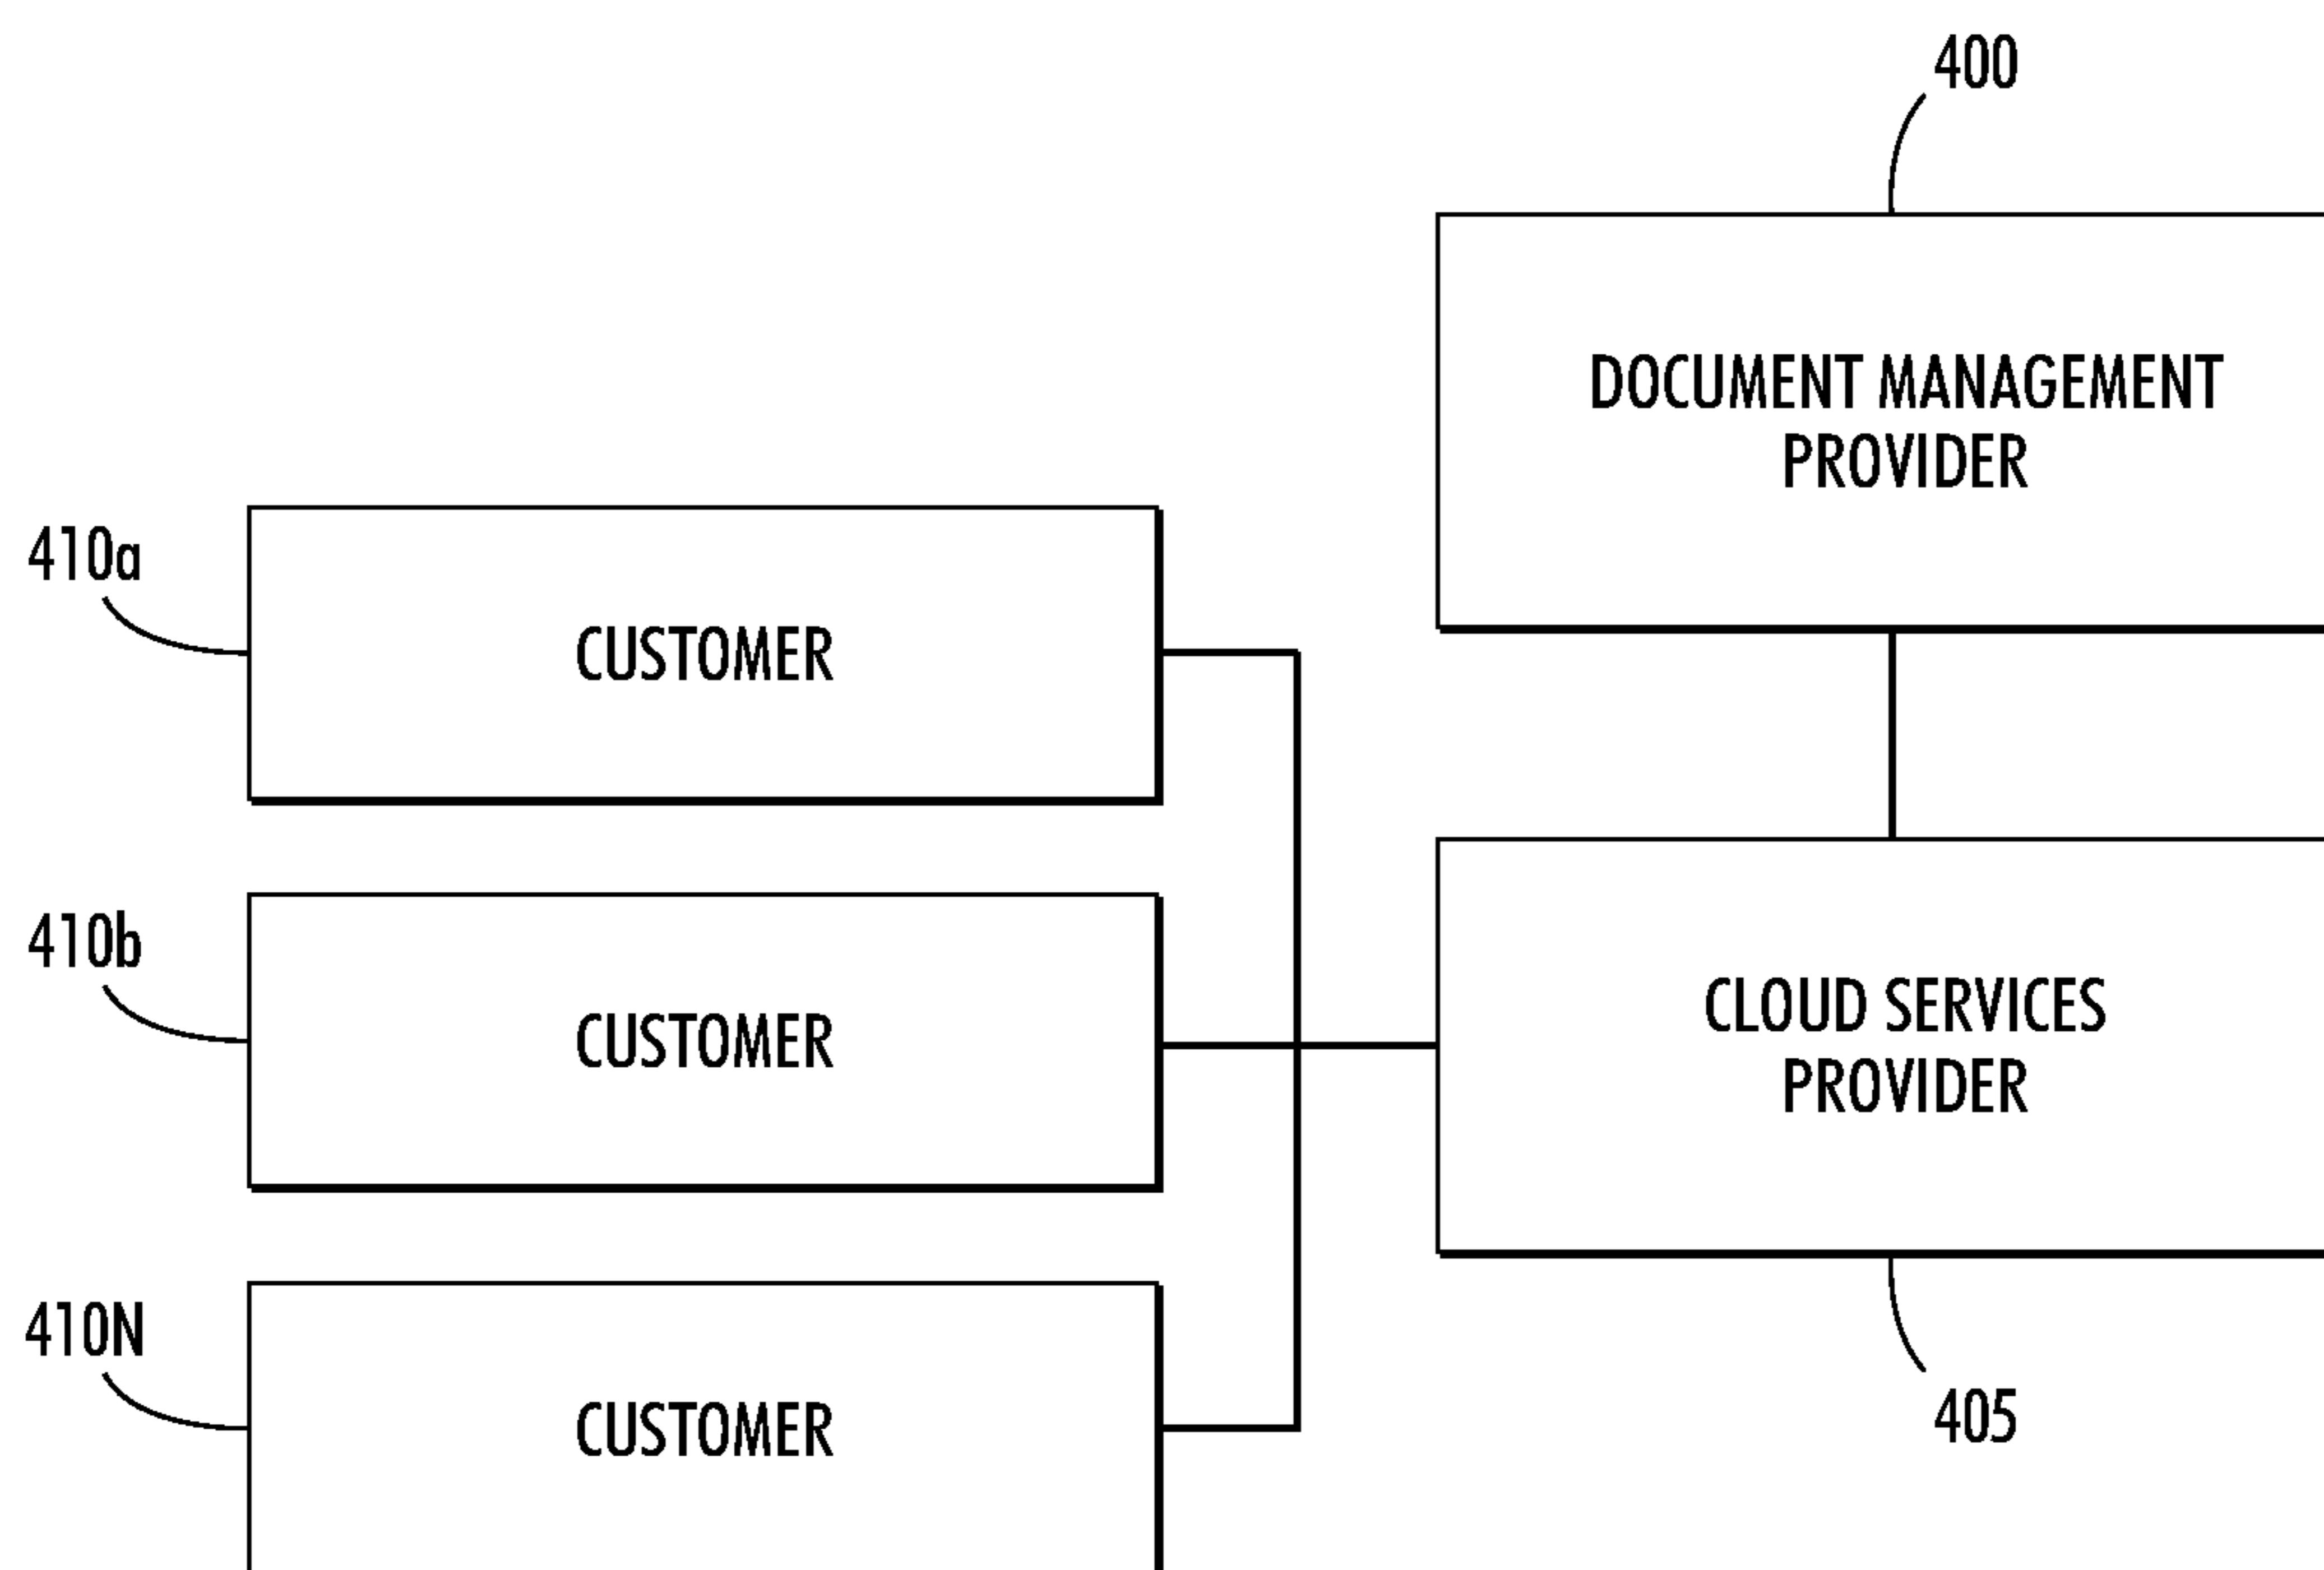 400
DOCUMENT MANAGEMENT
PROVIDER
410a
CUSTOMER
410b
CUSTOMER
CLOUD SERVICES
PROVIDER
410N
CUSTOMER
405